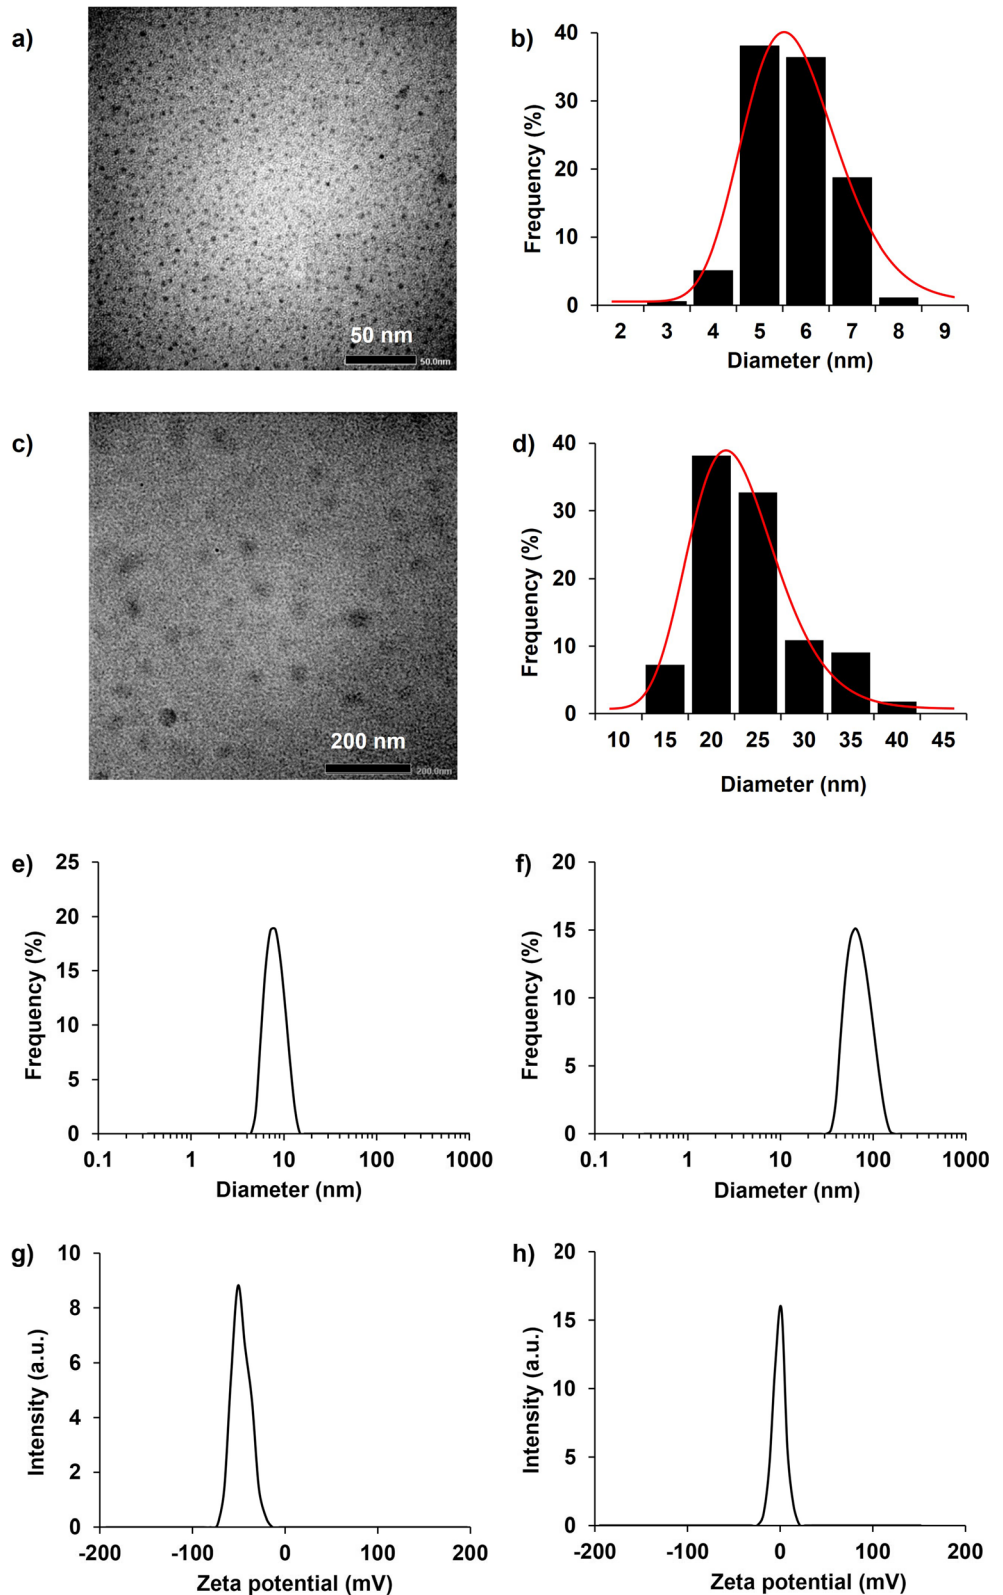 a)
50 nm
50.0nm
b)
40
30
20
10
0
Frequency (%)
2 3 4 5 6 7 8 9
Diameter (nm)
c)
200 nm
200.0nm
d)
40
30
20
10
0
Frequency (%)
10 15 20 25 30 35 40 45
Diameter (nm)
e)
25
20
15
10
5
0
Frequency (%)
0.1 1 10 100 1000
Diameter (nm)
f)
20
15
10
5
0
Frequency (%)
0.1 1 10 100 1000
Diameter (nm)
g)
10
8
6
4
2
0
Intensity (a.u.)
-200 -100 0 100 200
Zeta potential (mV)
h)
20
15
10
5
0
Intensity (a.u.)
-200 -100 0 100 200
Zeta potential (mV)